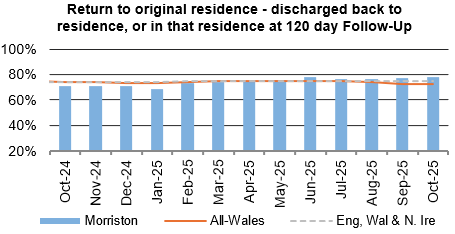 Return to original residence - discharged back to
residence, or in that residence at 120 day Follow-Up
100%
80%
60%
40%
20%
Oct-24
Nov-24
Dec-24
Jan-25
Feb-25
Mar-25
Apr-25
May-25
Jun-25
Jul-25
Aug-25
Sep-25
Oct-25
Morriston All-Wales Eng, Wal & N. Ire